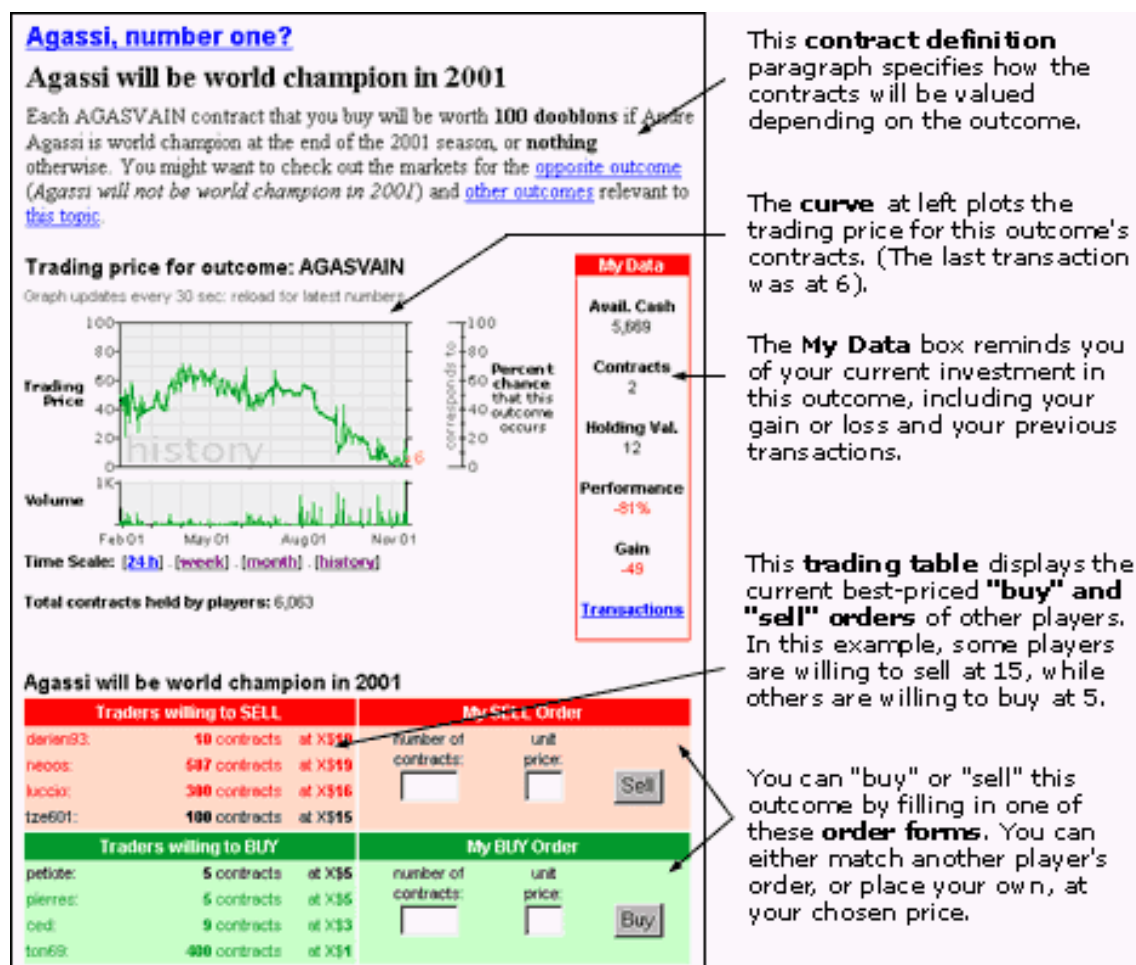 Agassi, number one?
Agassi will be world champion in 2001
Each AGASVAIN contract that you buy will be worth 100 dooblons if Andre
Agassi is world champion at the end of the 2001 season, or nothing
otherwise. You might want to check out the markets for the opposite outcome
(Agassi will not be world champion in 2001) and other outcomes relevant to
this topic.
Trading price for outcome: AGASVAIN
Graph updates every 30 sec: reload for latest numbers
100
80
60
40
20
0
Trading
Price
history
6
100
80
60
40
20
0
corresponds to
Percent
chance
that this
outcome
occurs
Volume
1K
Feb 01 May 01 Aug 01 Nov 01
Time Scale: [24 h] . [week] . [month] . [history]
Total contracts held by players: 6,063
My Data
Avail. Cash
5,669
Contracts
2
Holding Val.
12
Performance
-81%
Gain
-49
Transactions
Agassi will be world champion in 2001
Traders willing to SELL
darien93: 10 contracts at X$
neoos: 587 contracts at X$19
luccio: 300 contracts at X$16
tze601: 100 contracts at X$15
My SELL Order
number of contracts:
unit price:
Sell
Traders willing to BUY
petiote: 5 contracts at X$5
pierres: 5 contracts at X$5
ced: 9 contracts at X$3
ton69: 400 contracts at X$1
My BUY Order
number of contracts:
unit price:
Buy
This contract definition
paragraph specifies how the
contracts will be valued
depending on the outcome.
The curve at left plots the
trading price for this outcome's
contracts. (The last transaction
was at 6).
The My Data box reminds you
of your current investment in
this outcome, including your
gain or loss and your previous
transactions.
This trading table displays the
current best-priced "buy" and
"sell" orders of other players.
In this example, some players
are willing to sell at 15, while
others are willing to buy at 5.
You can "buy" or "sell" this
outcome by filling in one of
these order forms. You can
either match another player's
order, or place your own, at
your chosen price.